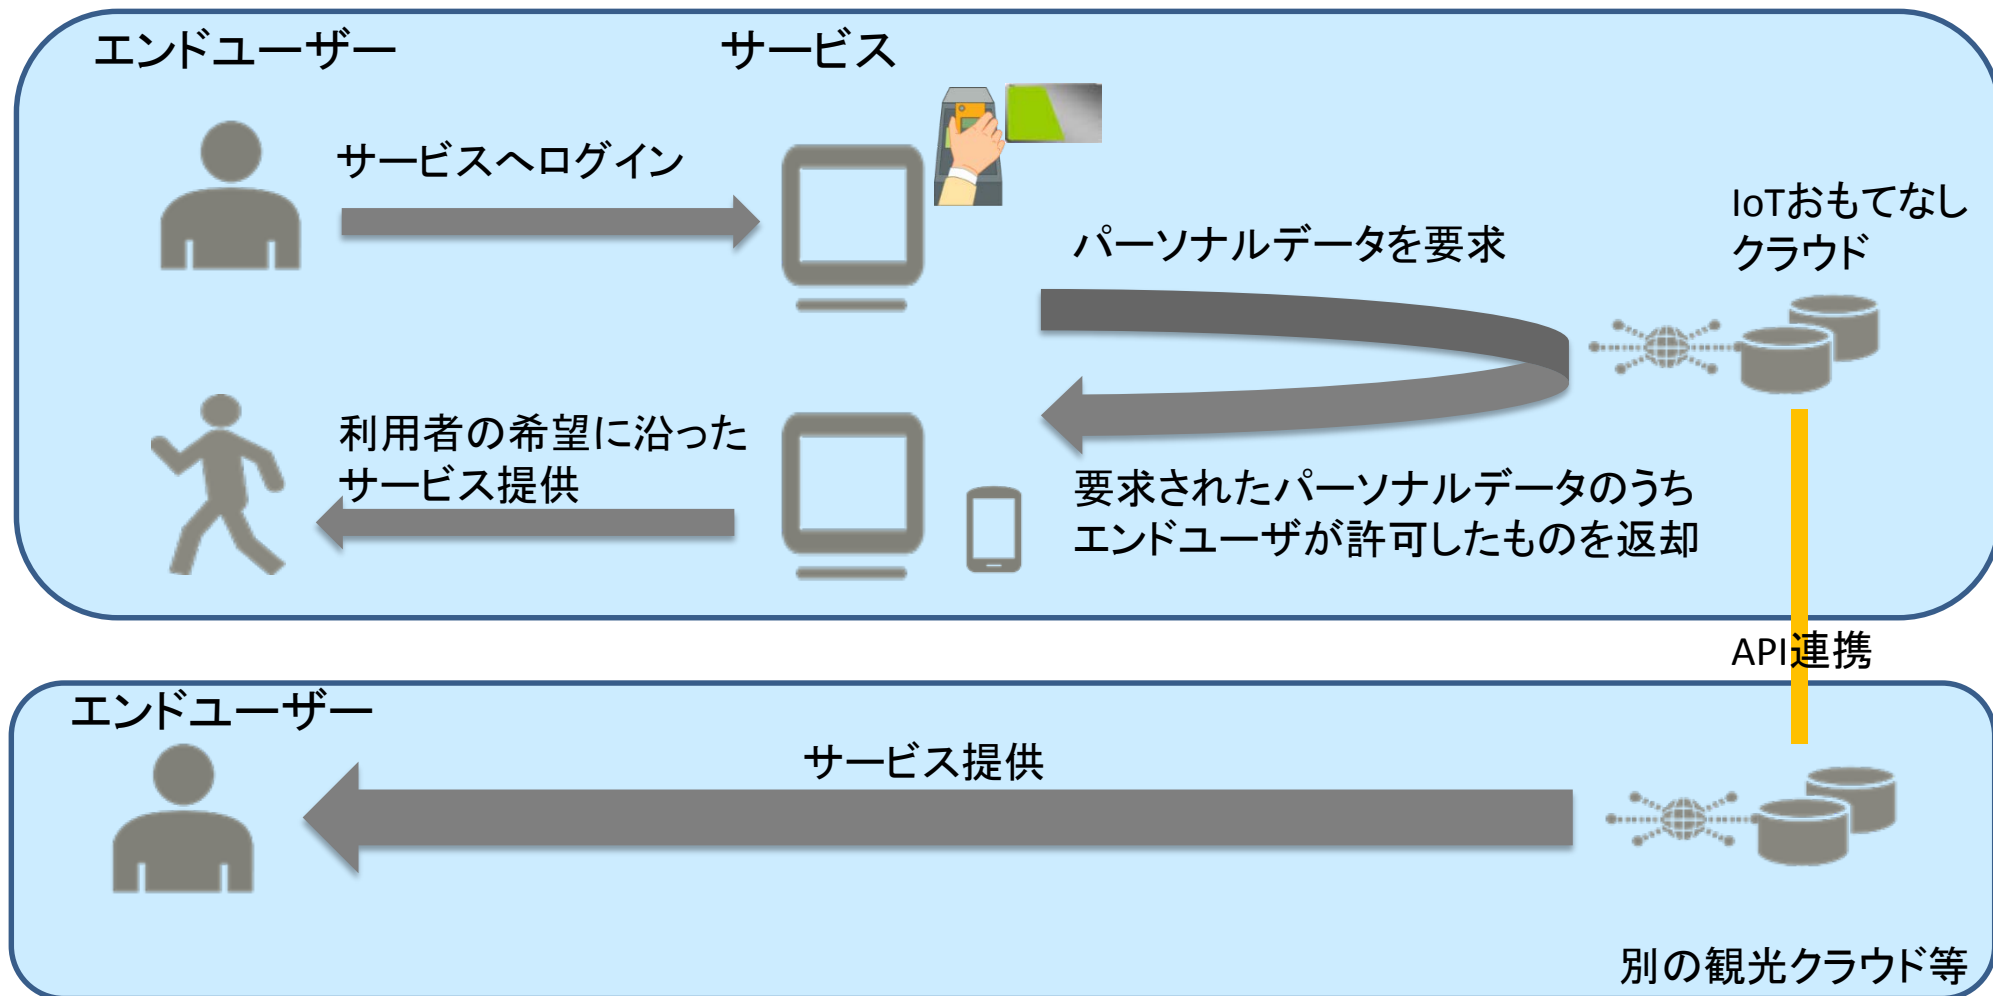 エンドユーザー
サービス
サービスへログイン
パーソナルデータを要求
IoTおもてなし
クラウド
利用者の希望に沿った
サービス提供
要求されたパーソナルデータのうち
エンドユーザが許可したものを返却
API連携
エンドユーザー
サービス提供
別の観光クラウド等